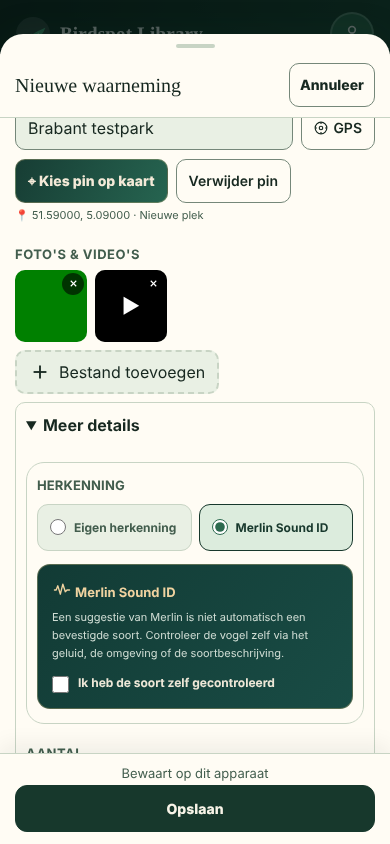 Birdspot Library
Nieuwe waarneming
Annuleer
Brabant testpark
GPS
⌖ Kies pin op kaart
Verwijder pin
📍 51.59000, 5.09000 · Nieuwe plek
FOTO'S & VIDEO'S
× ×
+ Bestand toevoegen
▼ Meer details
HERKENNING
Eigen herkenning
Merlin Sound ID
Merlin Sound ID
Een suggestie van Merlin is niet automatisch een
bevestigde soort. Controleer de vogel zelf via het
geluid, de omgeving of de soortbeschrijving.
Ik heb de soort zelf gecontroleerd
AANTAL
Bewaart op dit apparaat
Opslaan